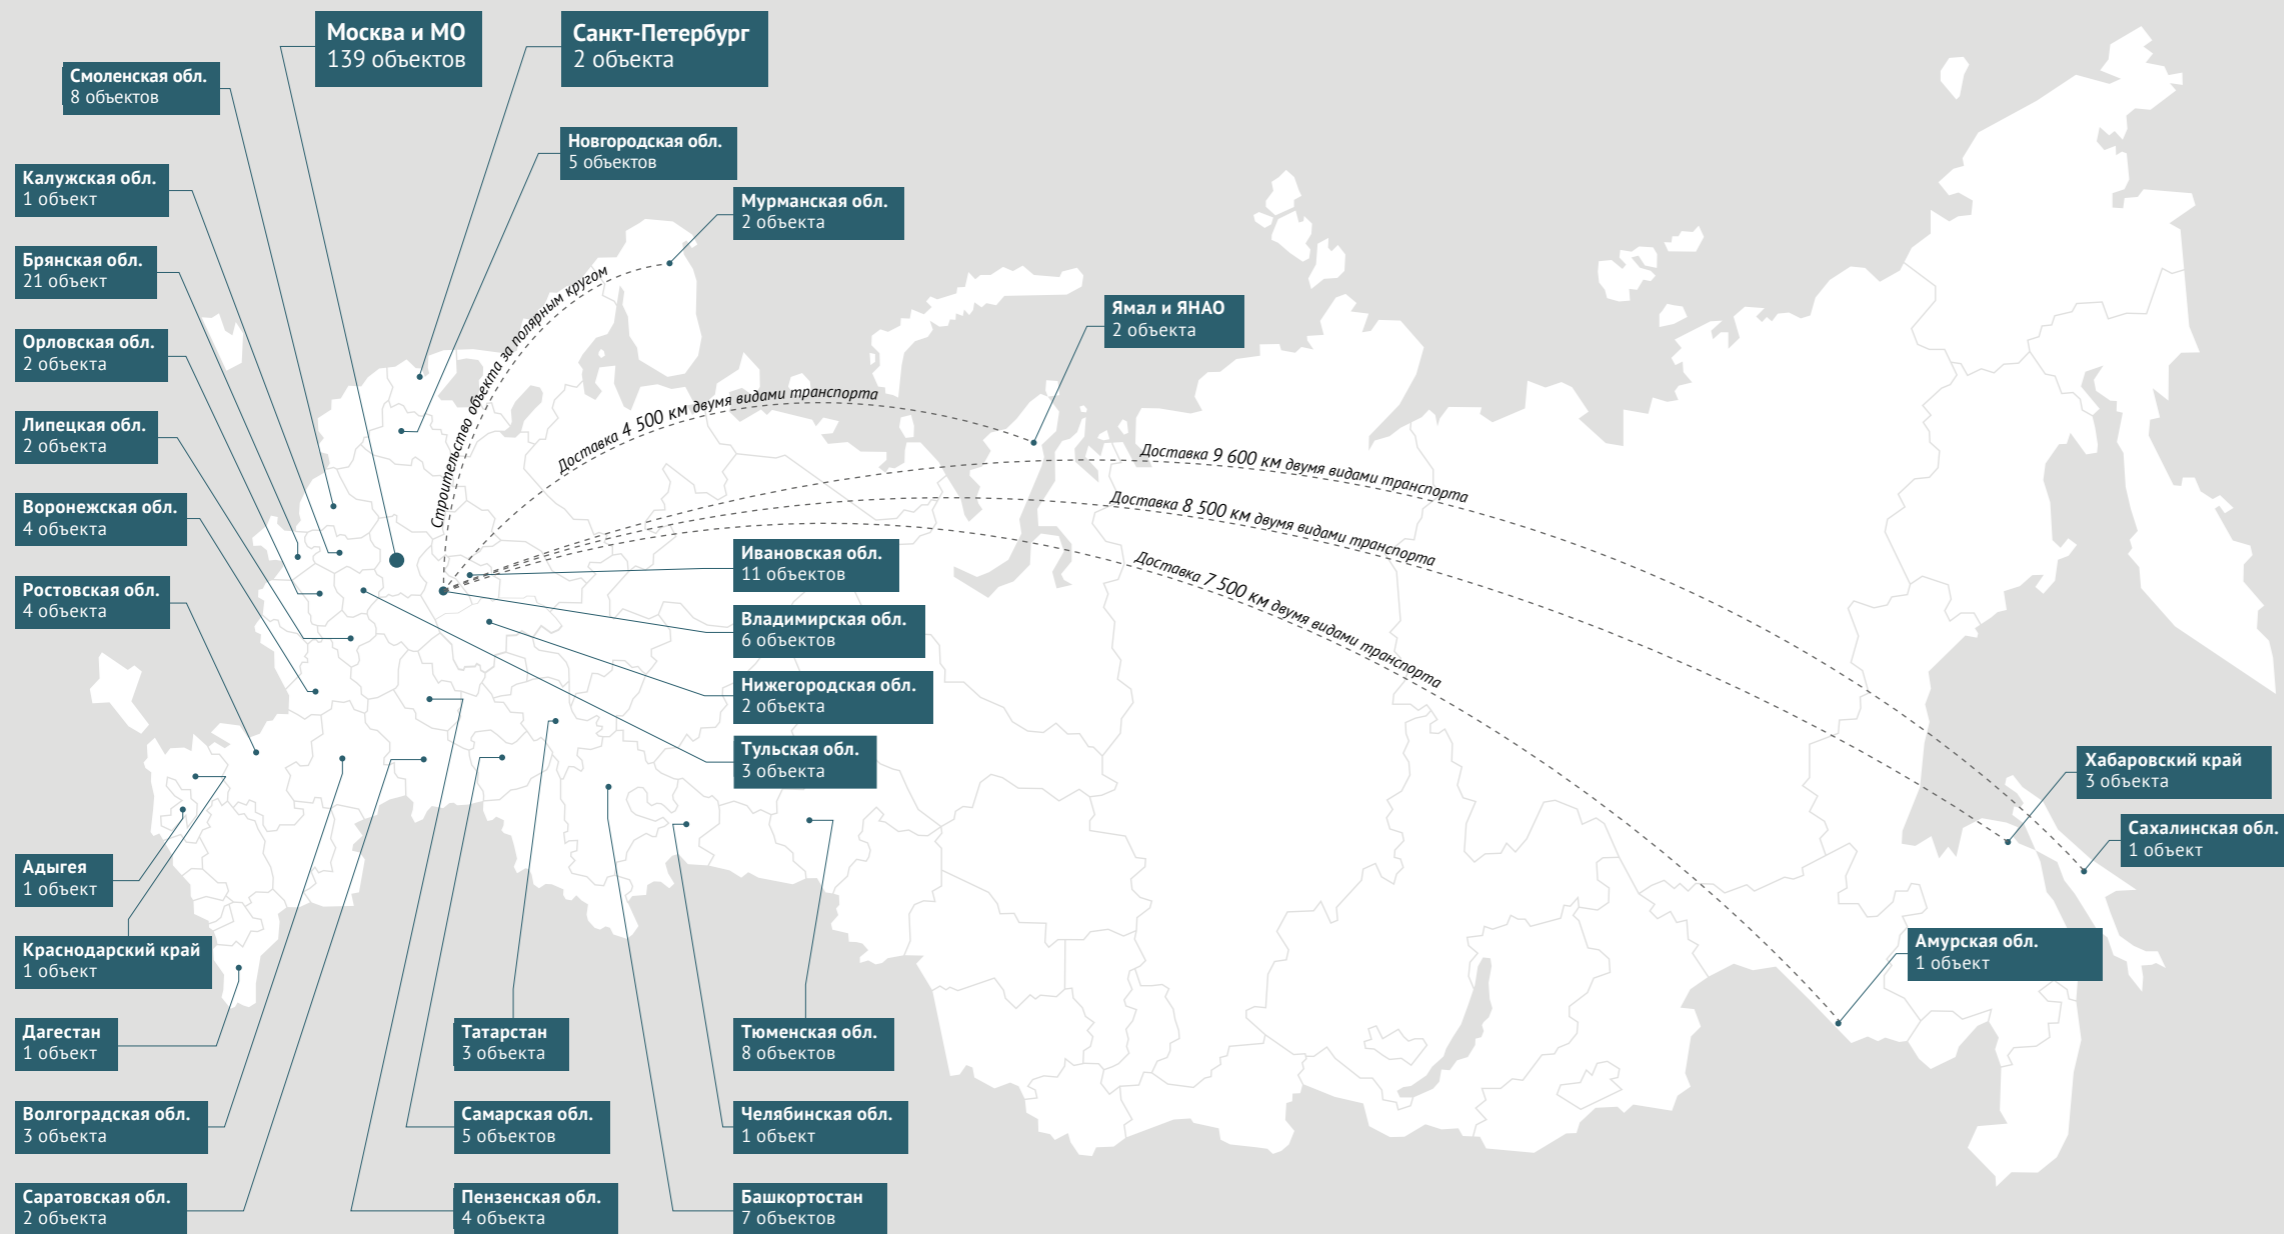 Москва и МО
139 объектов
Санкт-Петербург
2 объекта
Смоленская обл.
8 объектов
Новгородская обл.
5 объектов
Калужская обл.
1 объект
Мурманская обл.
2 объекта
Брянская обл.
21 объект
Ямал и ЯНАО
2 объекта
Орловская обл.
2 объекта
Липецкая обл.
2 объекта
Воронежская обл.
4 объекта
Ростовская обл.
4 объекта
Строительство объекта за полярным кругом
Доставка 4 500 км двумя видами транспорта
Доставка 9 600 км двумя видами транспорта
Доставка 8 500 км двумя видами транспорта
Доставка 7 500 км двумя видами транспорта
Ивановская обл.
11 объектов
Владимирская обл.
6 объектов
Нижегородская обл.
2 объекта
Тульская обл.
3 объекта
Хабаровский край
3 объекта
Сахалинская обл.
1 объект
Амурская обл.
1 объект
Адыгея
1 объект
Краснодарский край
1 объект
Дагестан
1 объект
Волгоградская обл.
3 объекта
Саратовская обл.
2 объекта
Татарстан
3 объекта
Самарская обл.
5 объектов
Пензенская обл.
4 объекта
Тюменская обл.
8 объектов
Челябинская обл.
1 объект
Башкортостан
7 объектов